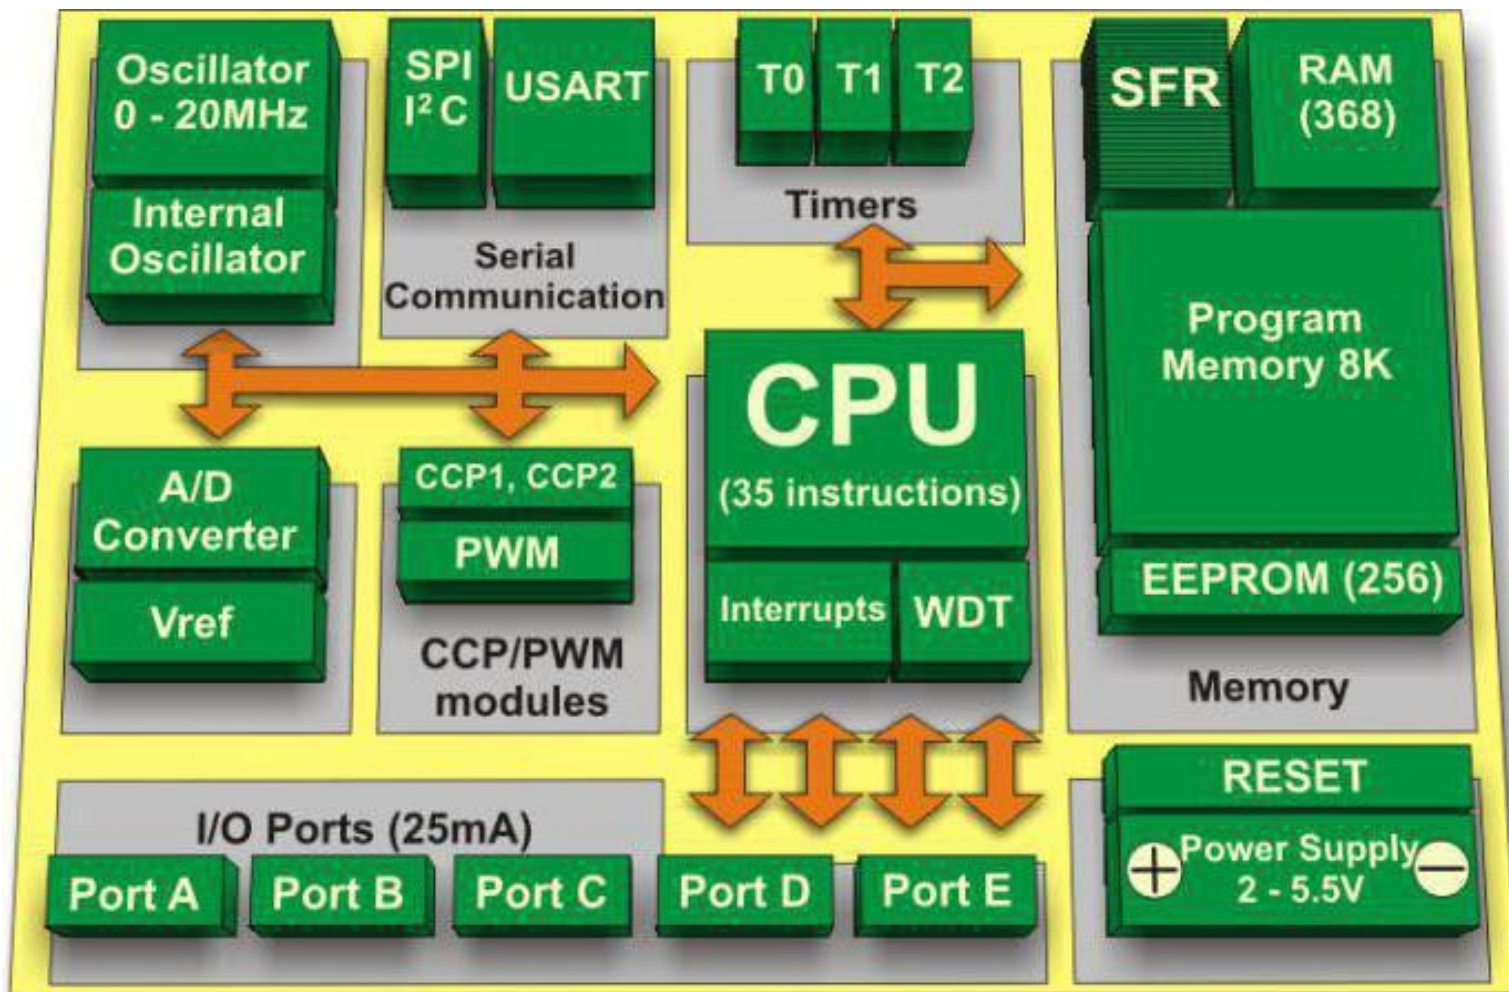 Oscillator
0 - 20MHz
Internal
Oscillator
SPI
I² C
USART
Serial
Communication
T0
T1
T2
Timers
SFR
RAM
(368)
Program
Memory 8K
EEPROM (256)
Memory
A/D
Converter
Vref
CCP1, CCP2
PWM
CCP/PWM
modules
CPU
(35 instructions)
Interrupts
WDT
I/O Ports (25mA)
Port A
Port B
Port C
Port D
Port E
RESET
+
Power Supply
2 - 5.5V
−